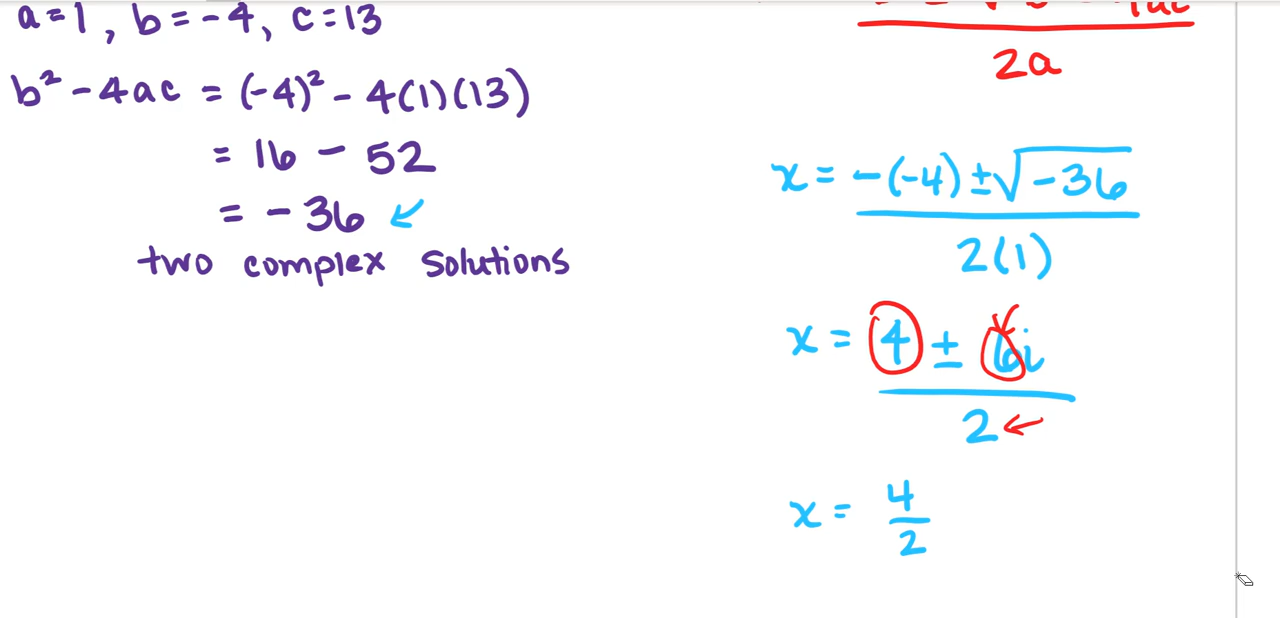 a=1, b=-4, c=13
b² - 4ac = (-4)² - 4(1)(13)
= 16 - 52
= -36
two complex solutions
2a
x = -(-4) ± √-36
2(1)
x = 4 ± 6i
2
x = 4
2